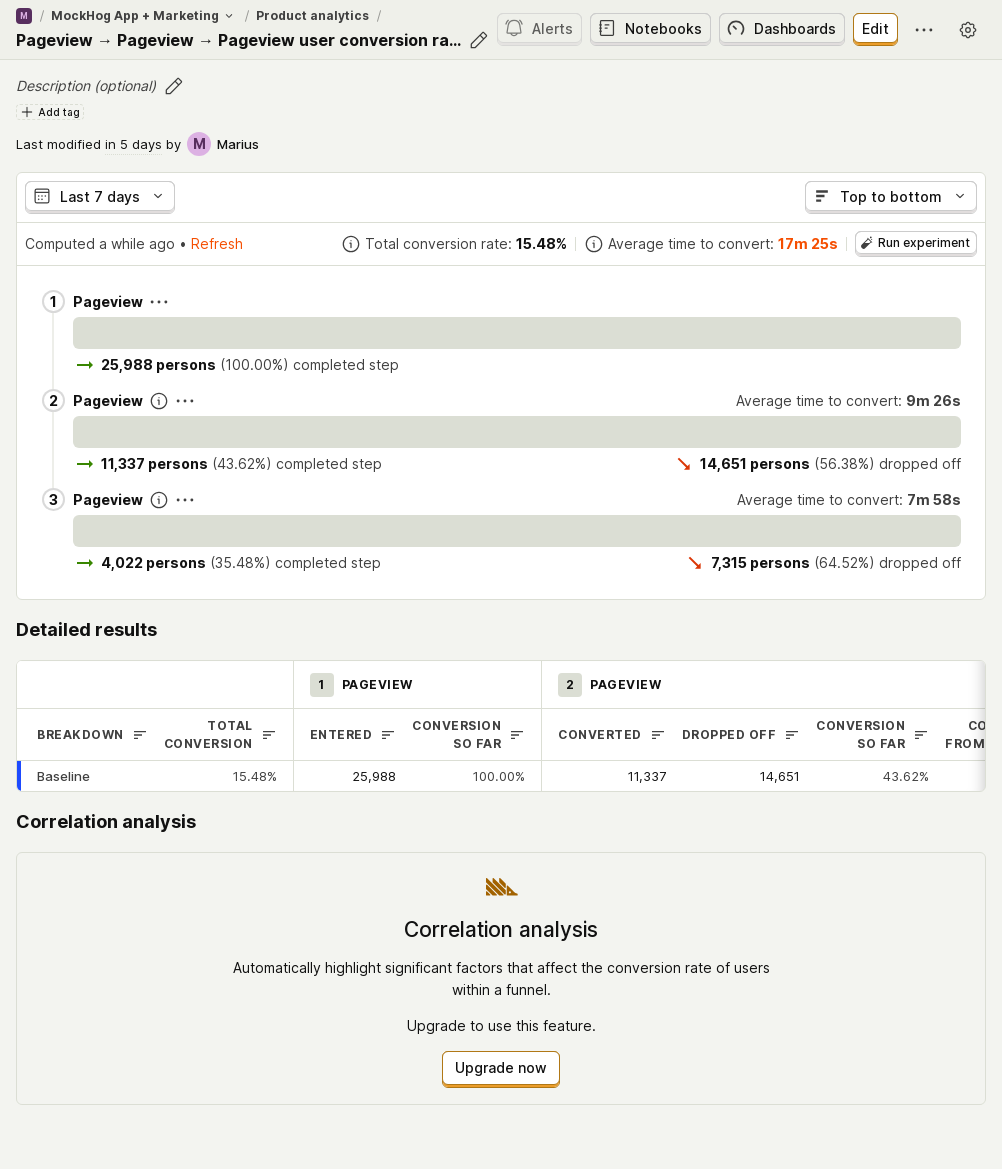 M / MockHog App + Marketing / Product analytics /
Pageview → Pageview → Pageview user conversion ra...
Alerts Notebooks Dashboards Edit
Description (optional)
Add tag
Last modified in 5 days by M Marius
Last 7 days Top to bottom
Computed a while ago • Refresh Total conversion rate: 15.48% Average time to convert: 17m 25s Run experiment
1 Pageview
25,988 persons (100.00%) completed step
2 Pageview Average time to convert: 9m 26s
11,337 persons (43.62%) completed step 14,651 persons (56.38%) dropped off
3 Pageview Average time to convert: 7m 58s
4,022 persons (35.48%) completed step 7,315 persons (64.52%) dropped off
Detailed results
1 PAGEVIEW 2 PAGEVIEW
BREAKDOWN TOTAL CONVERSION ENTERED CONVERSION SO FAR CONVERTED DROPPED OFF CONVERSION SO FAR CO FROM
Baseline 15.48% 25,988 100.00% 11,337 14,651 43.62%
Correlation analysis
Correlation analysis
Automatically highlight significant factors that affect the conversion rate of users
within a funnel.
Upgrade to use this feature.
Upgrade now